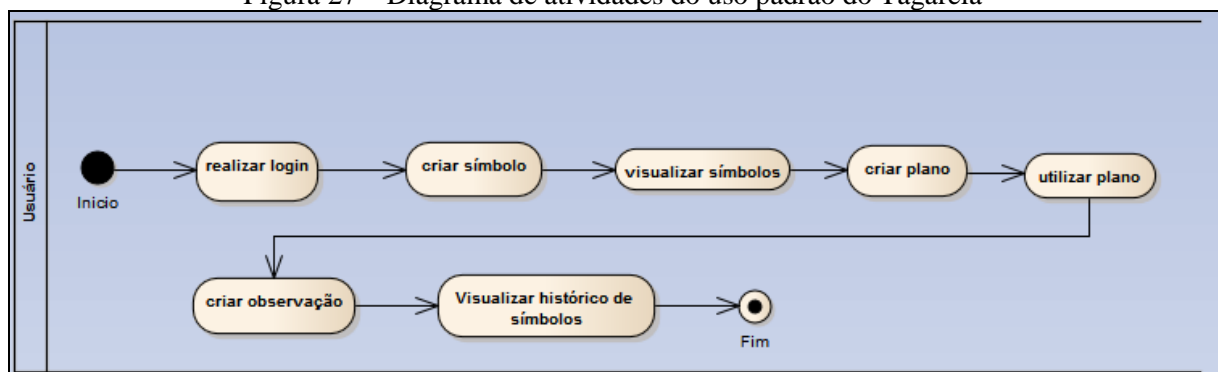 Figura 27 – Diagrama de atividades do uso padrão do Tagarela
Usuário
Inicio
realizar login
criar símbolo
visualizar símbolos
criar plano
utilizar plano
criar observação
Visualizar histórico de
símbolos
Fim